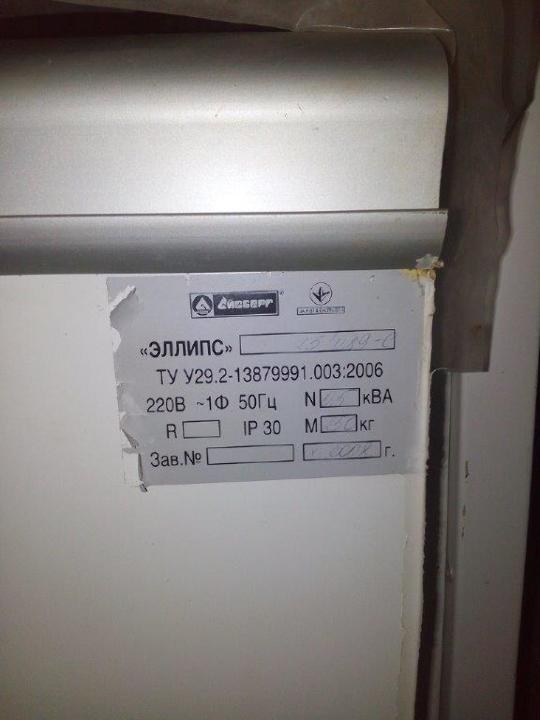 Айсберг
«ЭЛЛИПС»
ТУ У29.2-13879991.003:2006
220В ~1Ф 50Гц N кВА
R IP 30 М кг
Зав.№ г.